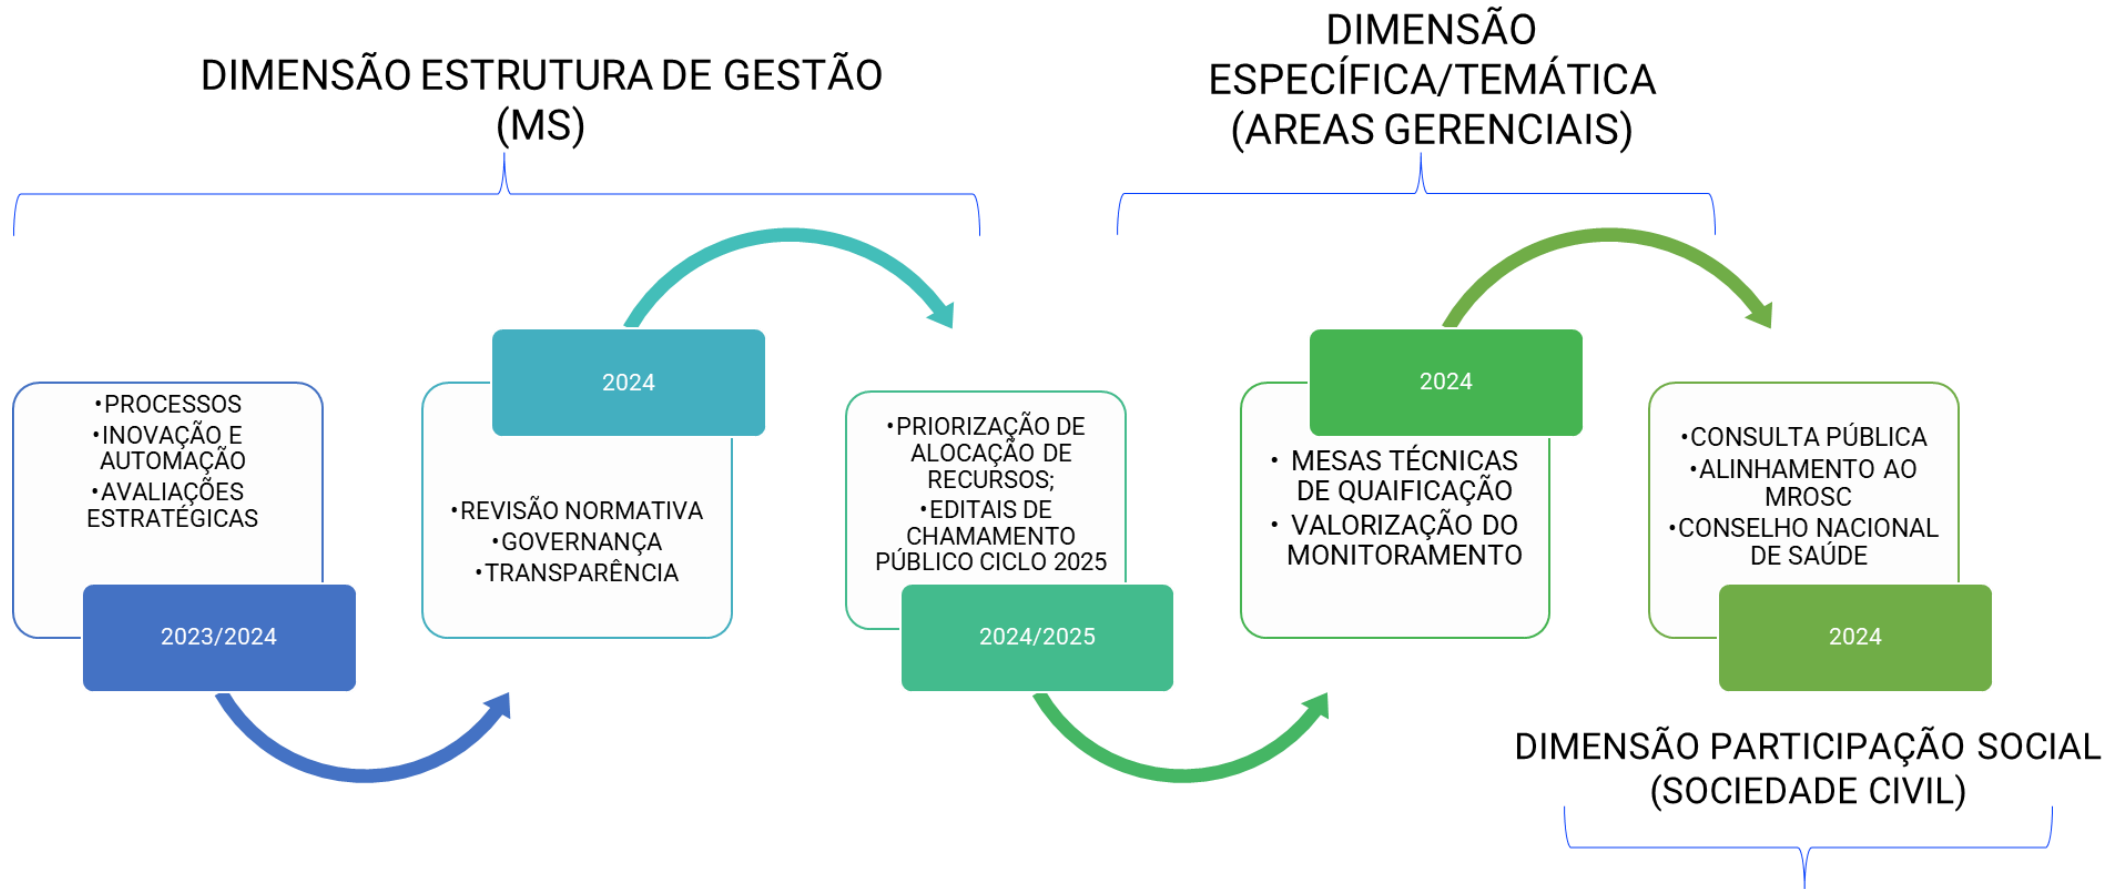 DIMENSÃO ESTRUTURA DE GESTÃO
(MS)
DIMENSÃO
ESPECÍFICA/TEMÁTICA
(AREAS GERENCIAIS)
•PROCESSOS
•INOVAÇÃO E
AUTOMAÇÃO
•AVALIAÇÕES
ESTRATÉGICAS
2023/2024
2024
•REVISÃO NORMATIVA
•GOVERNANÇA
•TRANSPARÊNCIA
•PRIORIZAÇÃO DE
ALOCAÇÃO DE
RECURSOS;
•EDITAIS DE
CHAMAMENTO
PÚBLICO CICLO 2025
2024/2025
2024
• MESAS TÉCNICAS
DE QUAIFICAÇÃO
• VALORIZAÇÃO DO
MONITORAMENTO
•CONSULTA PÚBLICA
•ALINHAMENTO AO
MROSC
•CONSELHO NACIONAL
DE SAÚDE
2024
DIMENSÃO PARTICIPAÇÃO SOCIAL
(SOCIEDADE CIVIL)